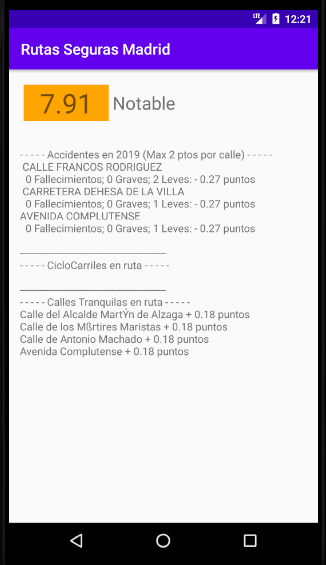 LTE 12:21
Rutas Seguras Madrid
7.91 Notable
- - - - - Accidentes en 2019 (Max 2 ptos por calle) - - - - -
CALLE FRANCOS RODRIGUEZ
0 Fallecimientos; 0 Graves; 2 Leves: - 0.27 puntos
CARRETERA DEHESA DE LA VILLA
0 Fallecimientos; 0 Graves; 1 Leves: - 0.27 puntos
AVENIDA COMPLUTENSE
0 Fallecimientos; 0 Graves; 1 Leves: - 0.27 puntos
- - - - - CicloCarriles en ruta - - - - -
- - - - - Calles Tranquilas en ruta - - - - -
Calle del Alcalde MartÝn de Alzaga + 0.18 puntos
Calle de los Mßrtires Maristas + 0.18 puntos
Calle de Antonio Machado + 0.18 puntos
Avenida Complutense + 0.18 puntos